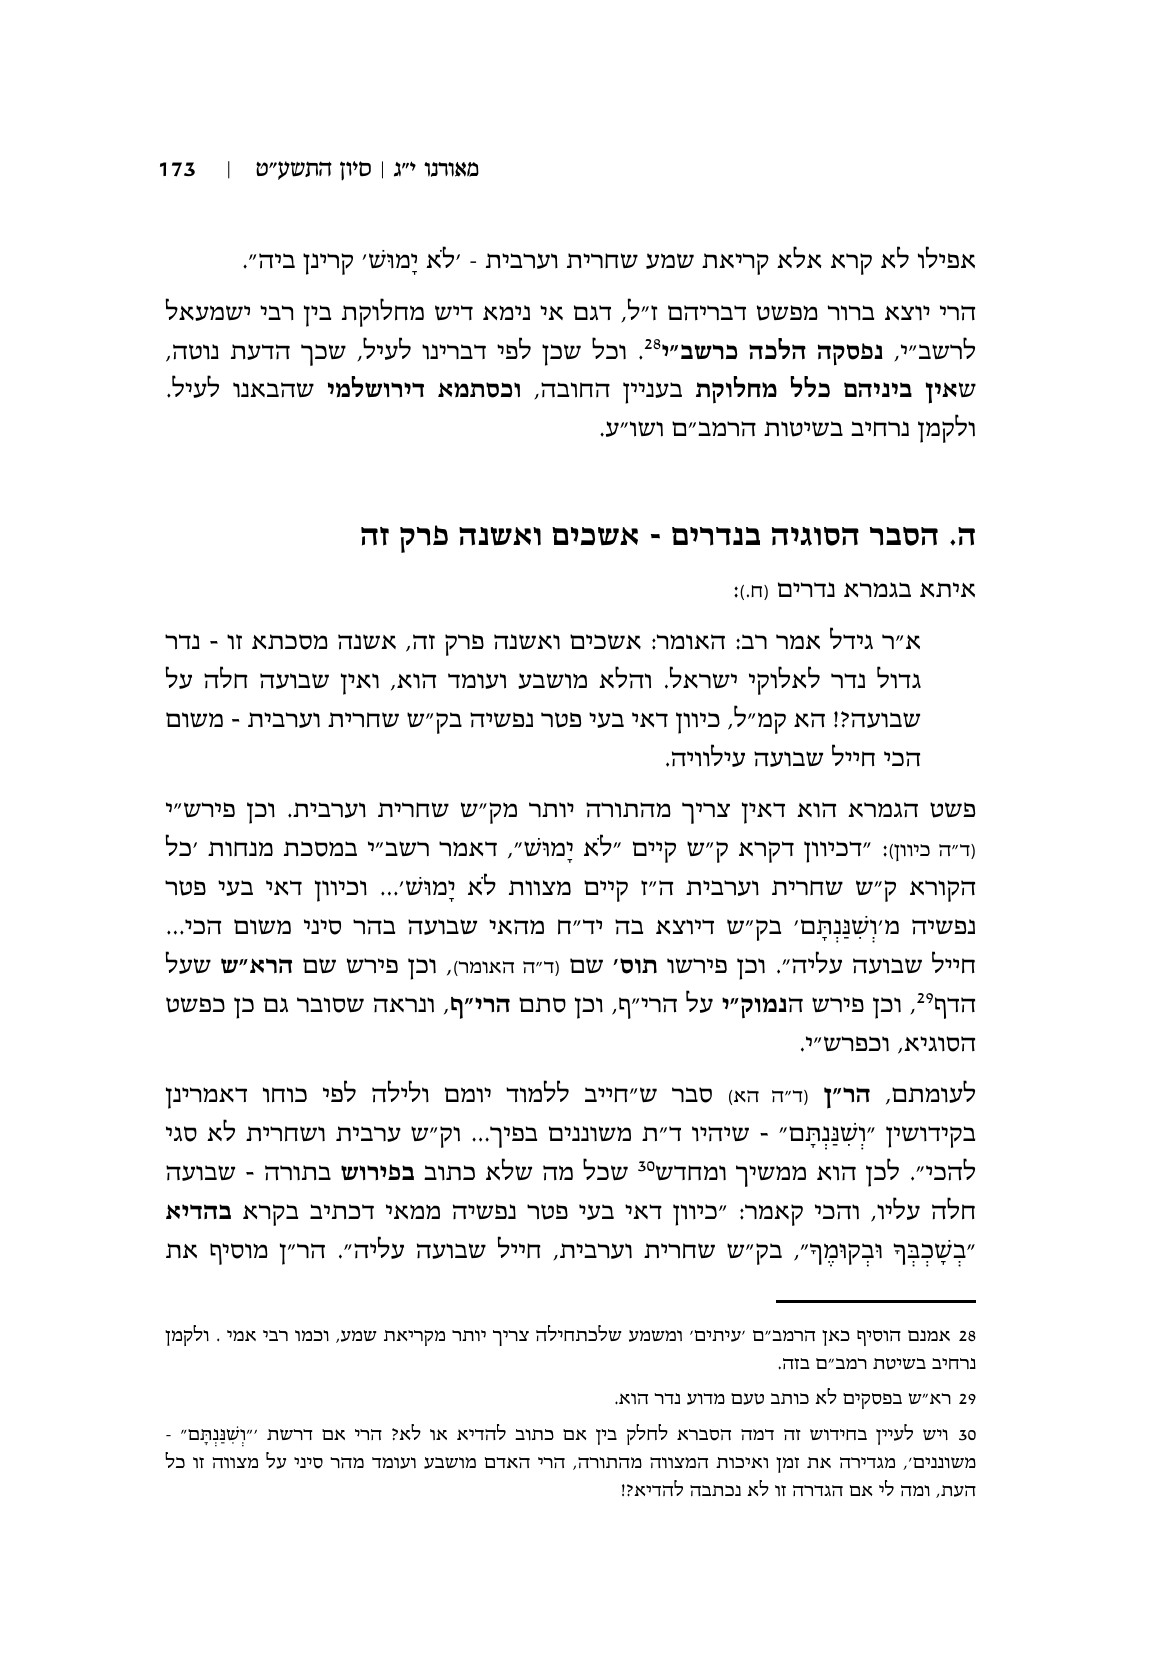 מאורנו י״ג | סיון התשע״ט | 173
אפילו לא קרא אלא קריאת שמע שחרית וערבית - ׳לֹא יָמוּשׁ׳ קרינן ביה״.
הרי יוצא ברור מפשט דבריהם ז״ל, דגם אי נימא דיש מחלוקת בין רבי ישמעאל
לרשב״י, נפסקה הלכה כרשב״י28. וכל שכן לפי דברינו לעיל, שכך הדעת נוטה,
שאין ביניהם כלל מחלוקת בעניין החובה, וכסתמא דירושלמי שהבאנו לעיל.
ולקמן נרחיב בשיטות הרמב״ם ושו״ע.
ה. הסבר הסוגיה בנדרים - אשכים ואשנה פרק זה
איתא בגמרא נדרים (ח.):
א״ר גידל אמר רב: האומר: אשכים ואשנה פרק זה, אשנה מסכתא זו - נדר
גדול נדר לאלוקי ישראל. והלא מושבע ועומד הוא, ואין שבועה חלה על
שבועה?! הא קמ״ל, כיוון דאי בעי פטר נפשיה בק״ש שחרית וערבית - משום
הכי חייל שבועה עילוויה.
פשט הגמרא הוא דאין צריך מהתורה יותר מק״ש שחרית וערבית. וכן פירש״י
(ד״ה כיוון): ״דכיוון דקרא ק״ש קיים ״לֹא יָמוּשׁ״, דאמר רשב״י במסכת מנחות ׳כל
הקורא ק״ש שחרית וערבית ה״ז קיים מצוות לֹא יָמוּשׁ׳... וכיוון דאי בעי פטר
נפשיה מ׳וְשִׁנַּנְתָּם׳ בק״ש דיוצא בה יד״ח מהאי שבועה בהר סיני משום הכי...
חייל שבועה עליה״. וכן פירשו תוס׳ שם (ד״ה האומר), וכן פירש שם הרא״ש שעל
הדף29, וכן פירש הנמוק״י על הרי״ף, וכן סתם הרי״ף, ונראה שסובר גם כן כפשט
הסוגיא, וכפרש״י.
לעומתם, הר״ן (ד״ה הא) סבר ש״חייב ללמוד יומם ולילה לפי כוחו דאמרינן
בקידושין ״וְשִׁנַּנְתָּם״ - שיהיו ד״ת משוננים בפיך... וק״ש ערבית ושחרית לא סגי
להכי״. לכן הוא ממשיך ומחדש30 שכל מה שלא כתוב בפירוש בתורה - שבועה
חלה עליו, והכי קאמר: ״כיוון דאי בעי פטר נפשיה ממאי דכתיב בקרא בהדיא
״בְשָׁכְבְּךָ וּבְקוּמֶךָ״, בק״ש שחרית וערבית, חייל שבועה עליה״. הר״ן מוסיף את
28 אמנם הוסיף כאן הרמב״ם ׳עיתים׳ ומשמע שלכתחילה צריך יותר מקריאת שמע, וכמו רבי אמי . ולקמן
נרחיב בשיטת רמב״ם בזה.
29 רא״ש בפסקים לא כותב טעם מדוע נדר הוא.
30 ויש לעיין בחידוש זה דמה הסברא לחלק בין אם כתוב להדיא או לא? הרי אם דרשת ׳״וְשִׁנַּנְתָּם״ -
משוננים׳, מגדירה את זמן ואיכות המצווה מהתורה, הרי האדם מושבע ועומד מהר סיני על מצווה זו כל
העת, ומה לי אם הגדרה זו לא נכתבה להדיא?!